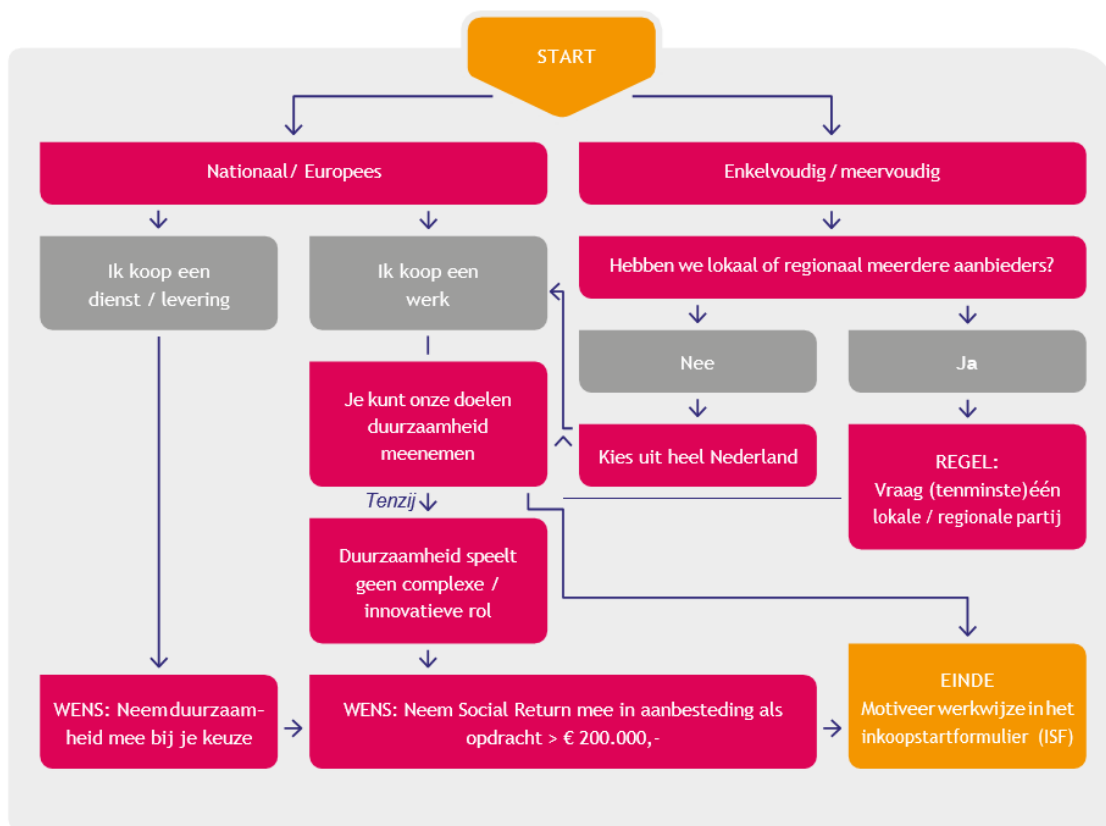 START
Nationaal/ Europees
Enkelvoudig / meervoudig
Ik koop een
dienst / levering
Ik koop een
werk
Hebben we lokaal of regionaal meerdere aanbieders?
Nee
Ja
Je kunt onze doelen
duurzaamheid
meenemen
Kies uit heel Nederland
REGEL:
Vraag (tenminste) één
lokale / regionale partij
Tenzij
Duurzaamheid speelt
geen complexe /
innovatieve rol
WENS: Neem duurzaam-
heid mee bij je keuze
WENS: Neem Social Return mee in aanbesteding als
opdracht > € 200.000,-
EINDE
Motiveer werkwijze in het
inkoopstartformulier (ISF)